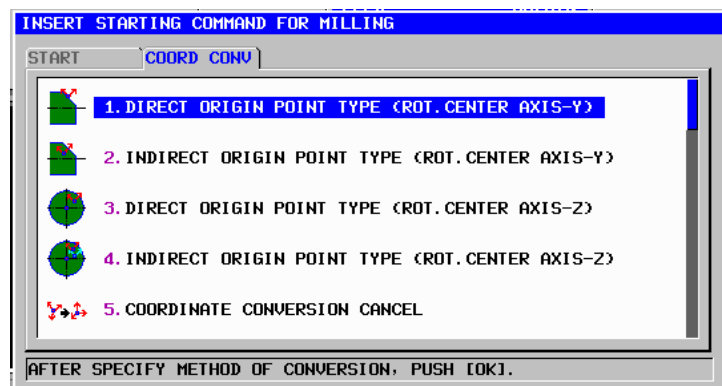 INSERT STARTING COMMAND FOR MILLING
START COORD CONV
1.DIRECT ORIGIN POINT TYPE (ROT.CENTER AXIS-Y)
2.INDIRECT ORIGIN POINT TYPE (ROT.CENTER AXIS-Y)
3.DIRECT ORIGIN POINT TYPE (ROT.CENTER AXIS-Z)
4.INDIRECT ORIGIN POINT TYPE (ROT.CENTER AXIS-Z)
5.COORDINATE CONVERSION CANCEL
AFTER SPECIFY METHOD OF CONVERSION, PUSH [OK].